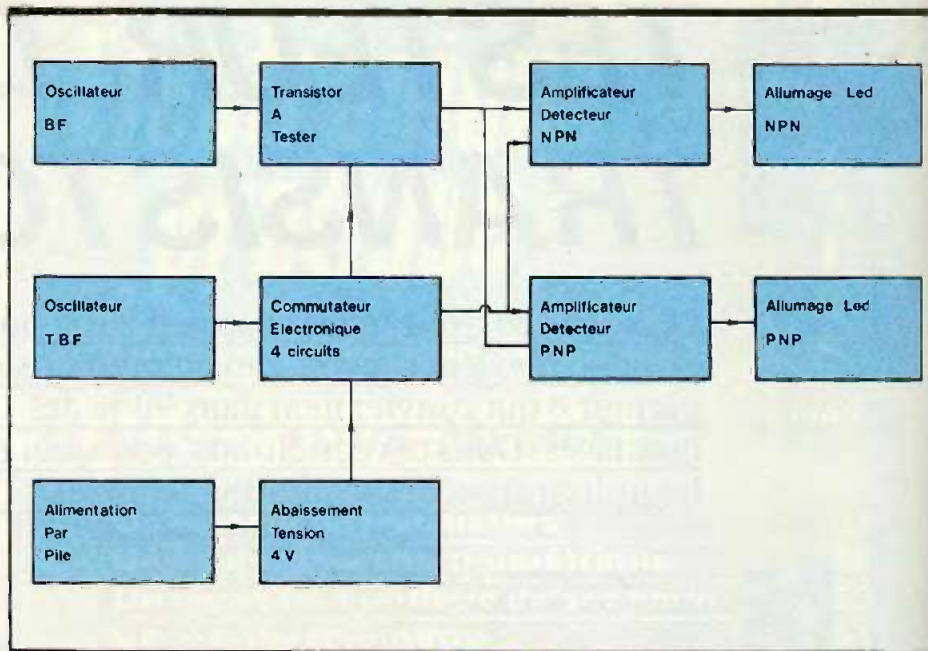 Oscillateur
BF
Transistor
A
Tester
Amplificateur
Detecteur
NPN
Allumage Led
NPN
Oscillateur
TBF
Commutateur
Electronique
4 circuits
Amplificateur
Detecteur
PNP
Allumage Led
PNP
Alimentation
Par
Pile
Abaissement
Tension
4 V